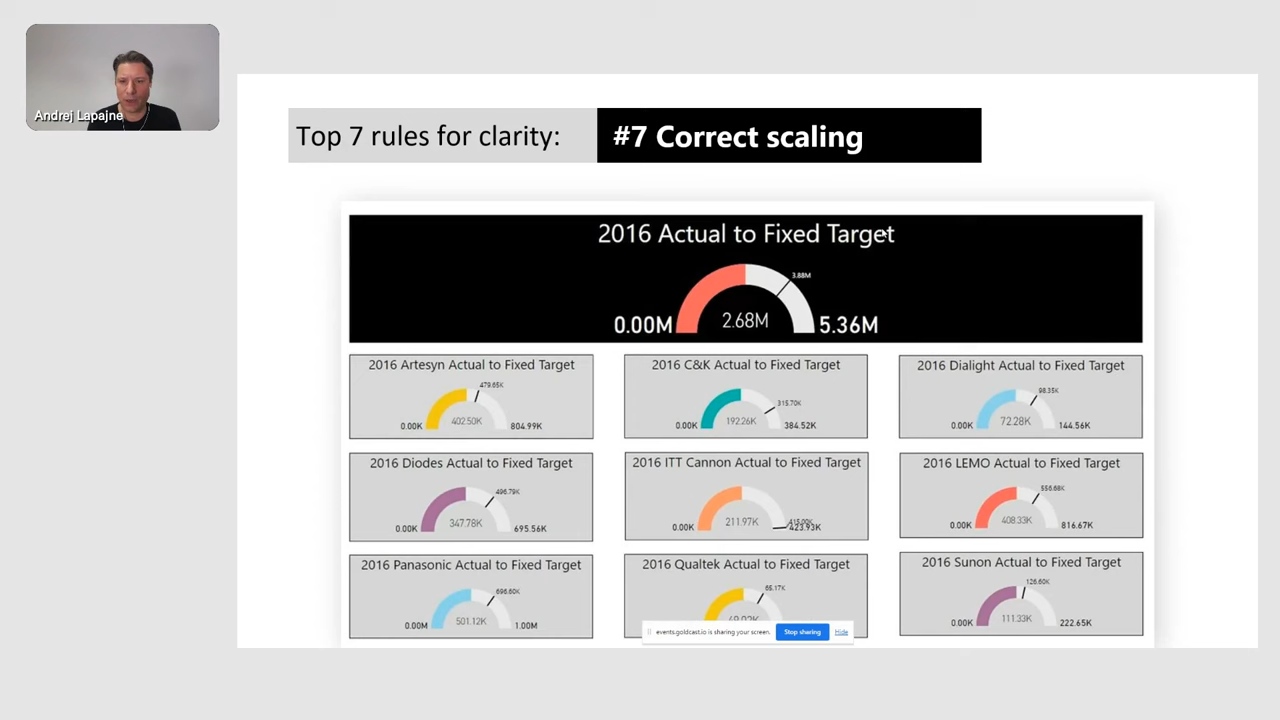 Andrej Lapajne
Top 7 rules for clarity:
#7 Correct scaling
2016 Actual to Fixed Target
3.88M
0.00M
2.68M
5.36M
2016 Artesyn Actual to Fixed Target
479.65K
0.00K
402.50K
804.99K
2016 C&K Actual to Fixed Target
315.70K
0.00K
192.26K
384.52K
2016 Dialight Actual to Fixed Target
98.35K
0.00K
72.28K
144.56K
2016 Diodes Actual to Fixed Target
496.79K
0.00K
347.78K
695.56K
2016 ITT Cannon Actual to Fixed Target
0.00K
211.97K
423.93K
2016 LEMO Actual to Fixed Target
556.68K
0.00K
408.33K
816.67K
2016 Panasonic Actual to Fixed Target
696.60K
0.00M
501.12K
1.00M
2016 Qualtek Actual to Fixed Target
65.17K
2016 Sunon Actual to Fixed Target
126.60K
0.00K
111.33K
222.65K
events.goldcast.io is sharing your screen.
Stop sharing
Hide